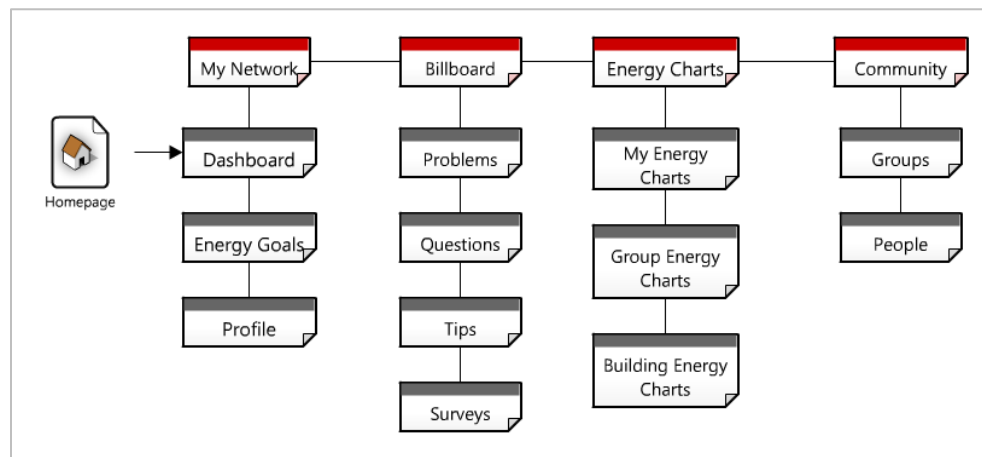 My Network
Billboard
Energy Charts
Community
Homepage
Dashboard
Energy Goals
Profile
Problems
Questions
Tips
Surveys
My Energy
Charts
Group Energy
Charts
Building Energy
Charts
Groups
People